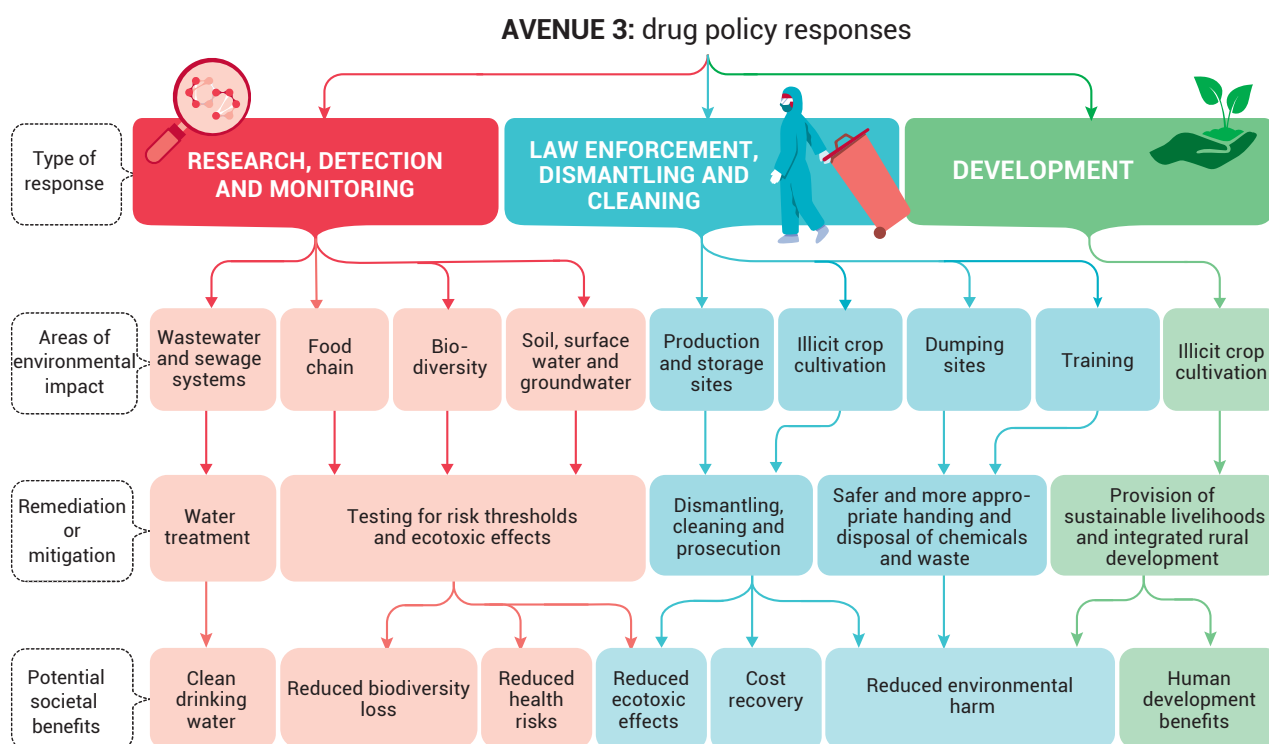 AVENUE 3: drug policy responses
Type of
response
RESEARCH, DETECTION
AND MONITORING
LAW ENFORCEMENT,
DISMANTLING AND
CLEANING
DEVELOPMENT
Areas of
environmental
impact
Wastewater
and sewage
systems
Food
chain
Bio-
diversity
Soil, surface
water and
groundwater
Production
and storage
sites
Illicit crop
cultivation
Dumping
sites
Training
Illicit crop
cultivation
Remediation
or
mitigation
Water
treatment
Testing for risk thresholds
and ecotoxic effects
Dismantling,
cleaning and
prosecution
Safer and more appro-
priate handing and
disposal of chemicals
and waste
Provision of
sustainable livelihoods
and integrated rural
development
Potential
societal
benefits
Clean
drinking
water
Reduced biodiversity
loss
Reduced
health
risks
Reduced
ecotoxic
effects
Cost
recovery
Reduced environmental
harm
Human
development
benefits